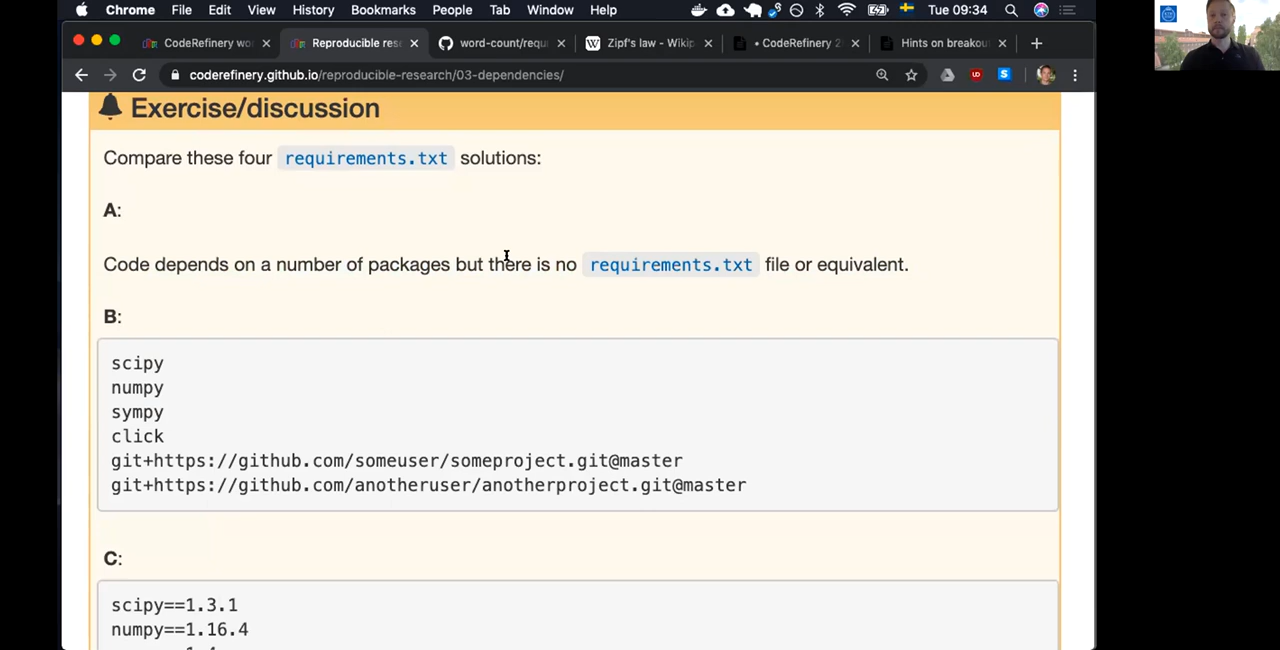 Chrome File Edit View History Bookmarks People Tab Window Help Tue 09:34
CodeRefinery wo Reproducible res word-count/requ Zipf's law - Wikip • CodeRefinery 2 Hints on breakou
coderefinery.github.io/reproducible-research/03-dependencies/
Exercise/discussion
Compare these four requirements.txt solutions:
A:
Code depends on a number of packages but there is no requirements.txt file or equivalent.
B:
scipy
numpy
sympy
click
git+https://github.com/someuser/someproject.git@master
git+https://github.com/anotheruser/anotherproject.git@master
C:
scipy==1.3.1
numpy==1.16.4